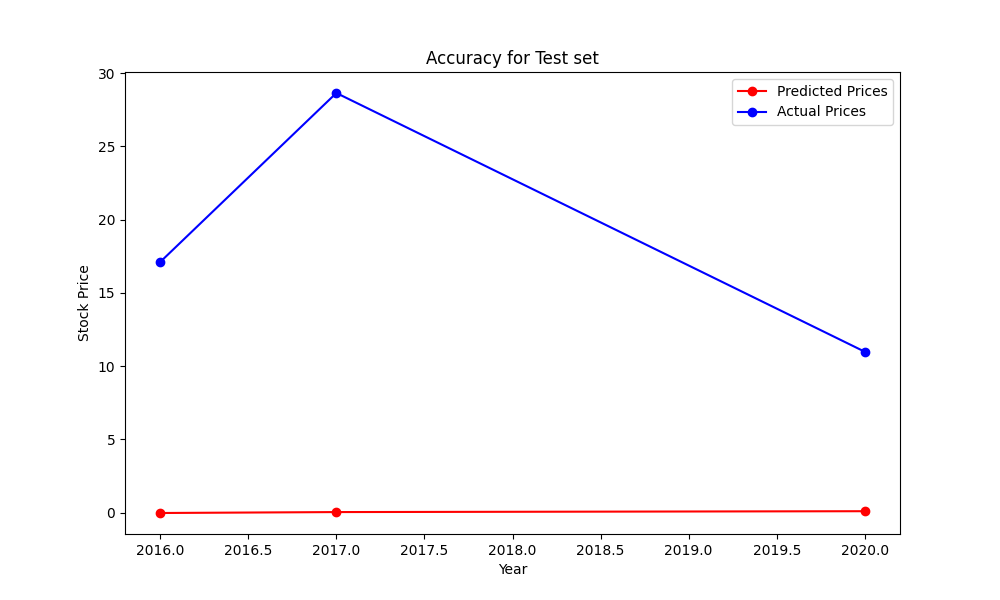 Accuracy for Test set
Predicted Prices
Actual Prices
30
25
20
15
10
5
0
Stock Price
2016.0 2016.5 2017.0 2017.5 2018.0 2018.5 2019.0 2019.5 2020.0
Year